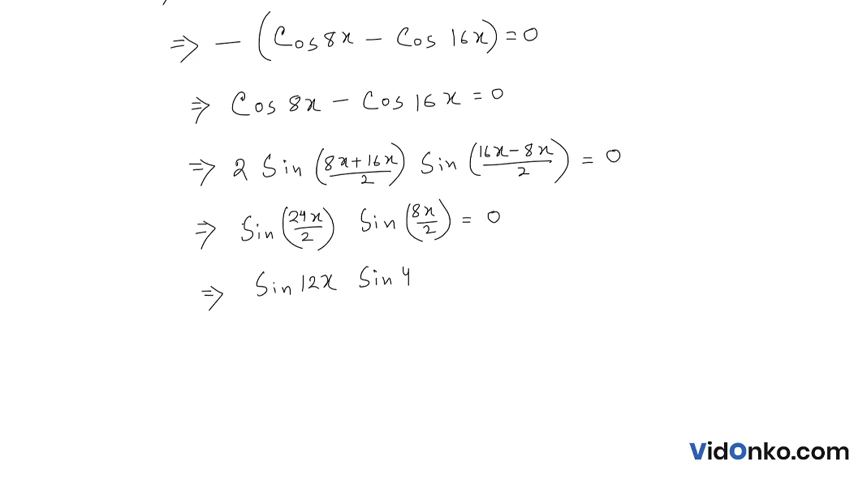 ⇒ - (Cos 8x - Cos 16x) = 0
⇒ Cos 8x - Cos 16x = 0
⇒ 2 Sin (8x+16x/2) Sin (16x-8x/2) = 0
⇒ Sin (24x/2) Sin (8x/2) = 0
⇒ Sin 12x Sin 4
VidOnko.com